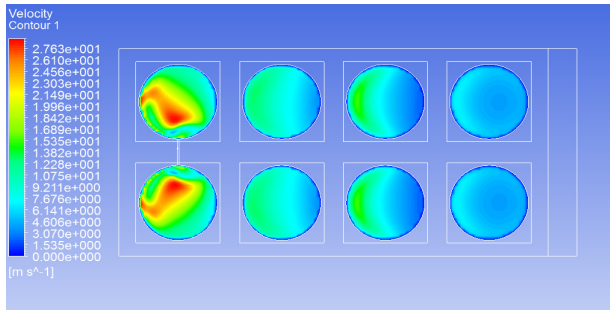 Velocity
Contour 1
2.763e+001
2.610e+001
2.456e+001
2.303e+001
2.149e+001
1.996e+001
1.842e+001
1.689e+001
1.535e+001
1.382e+001
1.228e+001
1.075e+001
9.211e+000
7.676e+000
6.141e+000
4.606e+000
3.070e+000
1.535e+000
0.000e+000
[m s^-1]